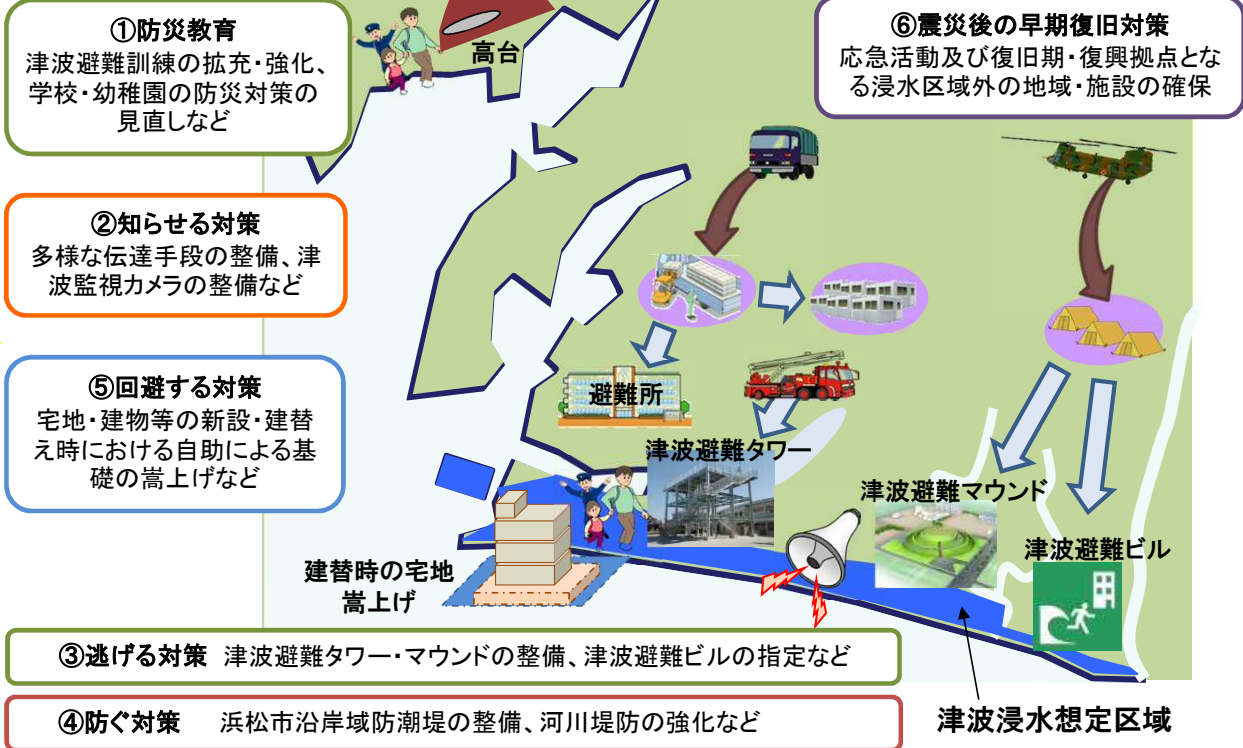 ①防災教育
津波避難訓練の拡充・強化、
学校・幼稚園の防災対策の
見直しなど
高台
⑥震災後の早期復旧対策
応急活動及び復旧期・復興拠点とな
る浸水区域外の地域・施設の確保
②知らせる対策
多様な伝達手段の整備、津
波監視カメラの整備など
⑤回避する対策
宅地・建物等の新設・建替
え時における自助による基
礎の嵩上げなど
避難所
津波避難タワー
津波避難マウンド
津波避難ビル
建替時の宅地
嵩上げ
③逃げる対策 津波避難タワー・マウンドの整備、津波避難ビルの指定など
④防ぐ対策 浜松市沿岸域防潮堤の整備、河川堤防の強化など
津波浸水想定区域